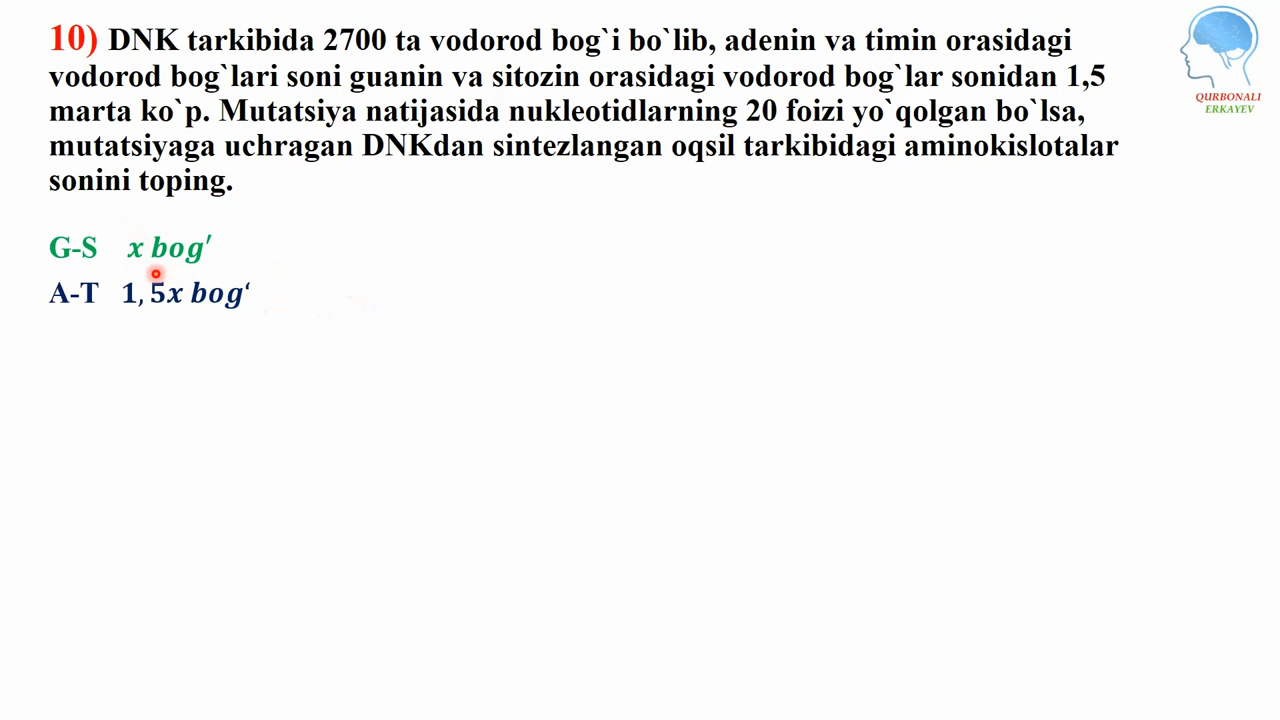 10) DNK tarkibida 2700 ta vodorod bog`i bo`lib, adenin va timin orasidagi
vodorod bog`lari soni guanin va sitozin orasidagi vodorod bog`lar sonidan 1,5
marta ko`p. Mutatsiya natijasida nukleotidlarning 20 foizi yo`qolgan bo`lsa,
mutatsiyaga uchragan DNKdan sintezlangan oqsil tarkibidagi aminokislotalar
sonini toping.
QURBONALI
ERKAYEV
G-S x bog′
A-T 1,5x bog‘